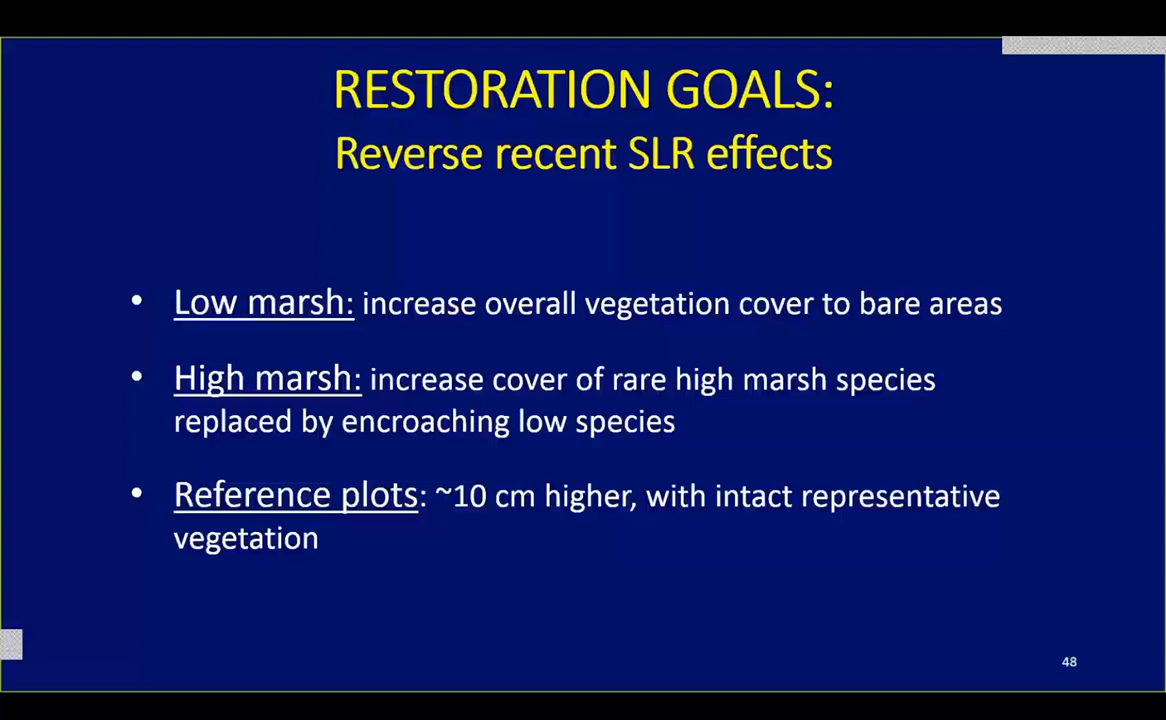 RESTORATION GOALS:
Reverse recent SLR effects
• Low marsh: increase overall vegetation cover to bare areas
• High marsh: increase cover of rare high marsh species
replaced by encroaching low species
• Reference plots: ~10 cm higher, with intact representative
vegetation
48